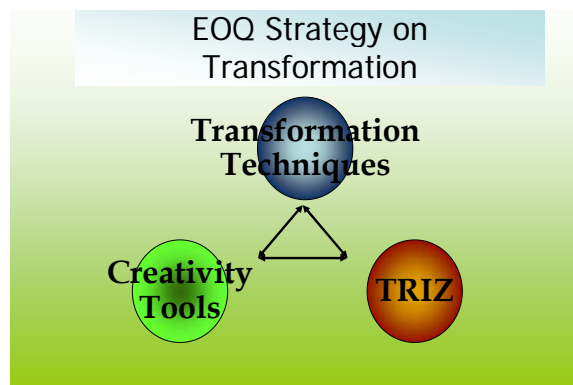 EOQ Strategy on
Transformation
Transformation
Techniques
Creativity
Tools
TRIZ